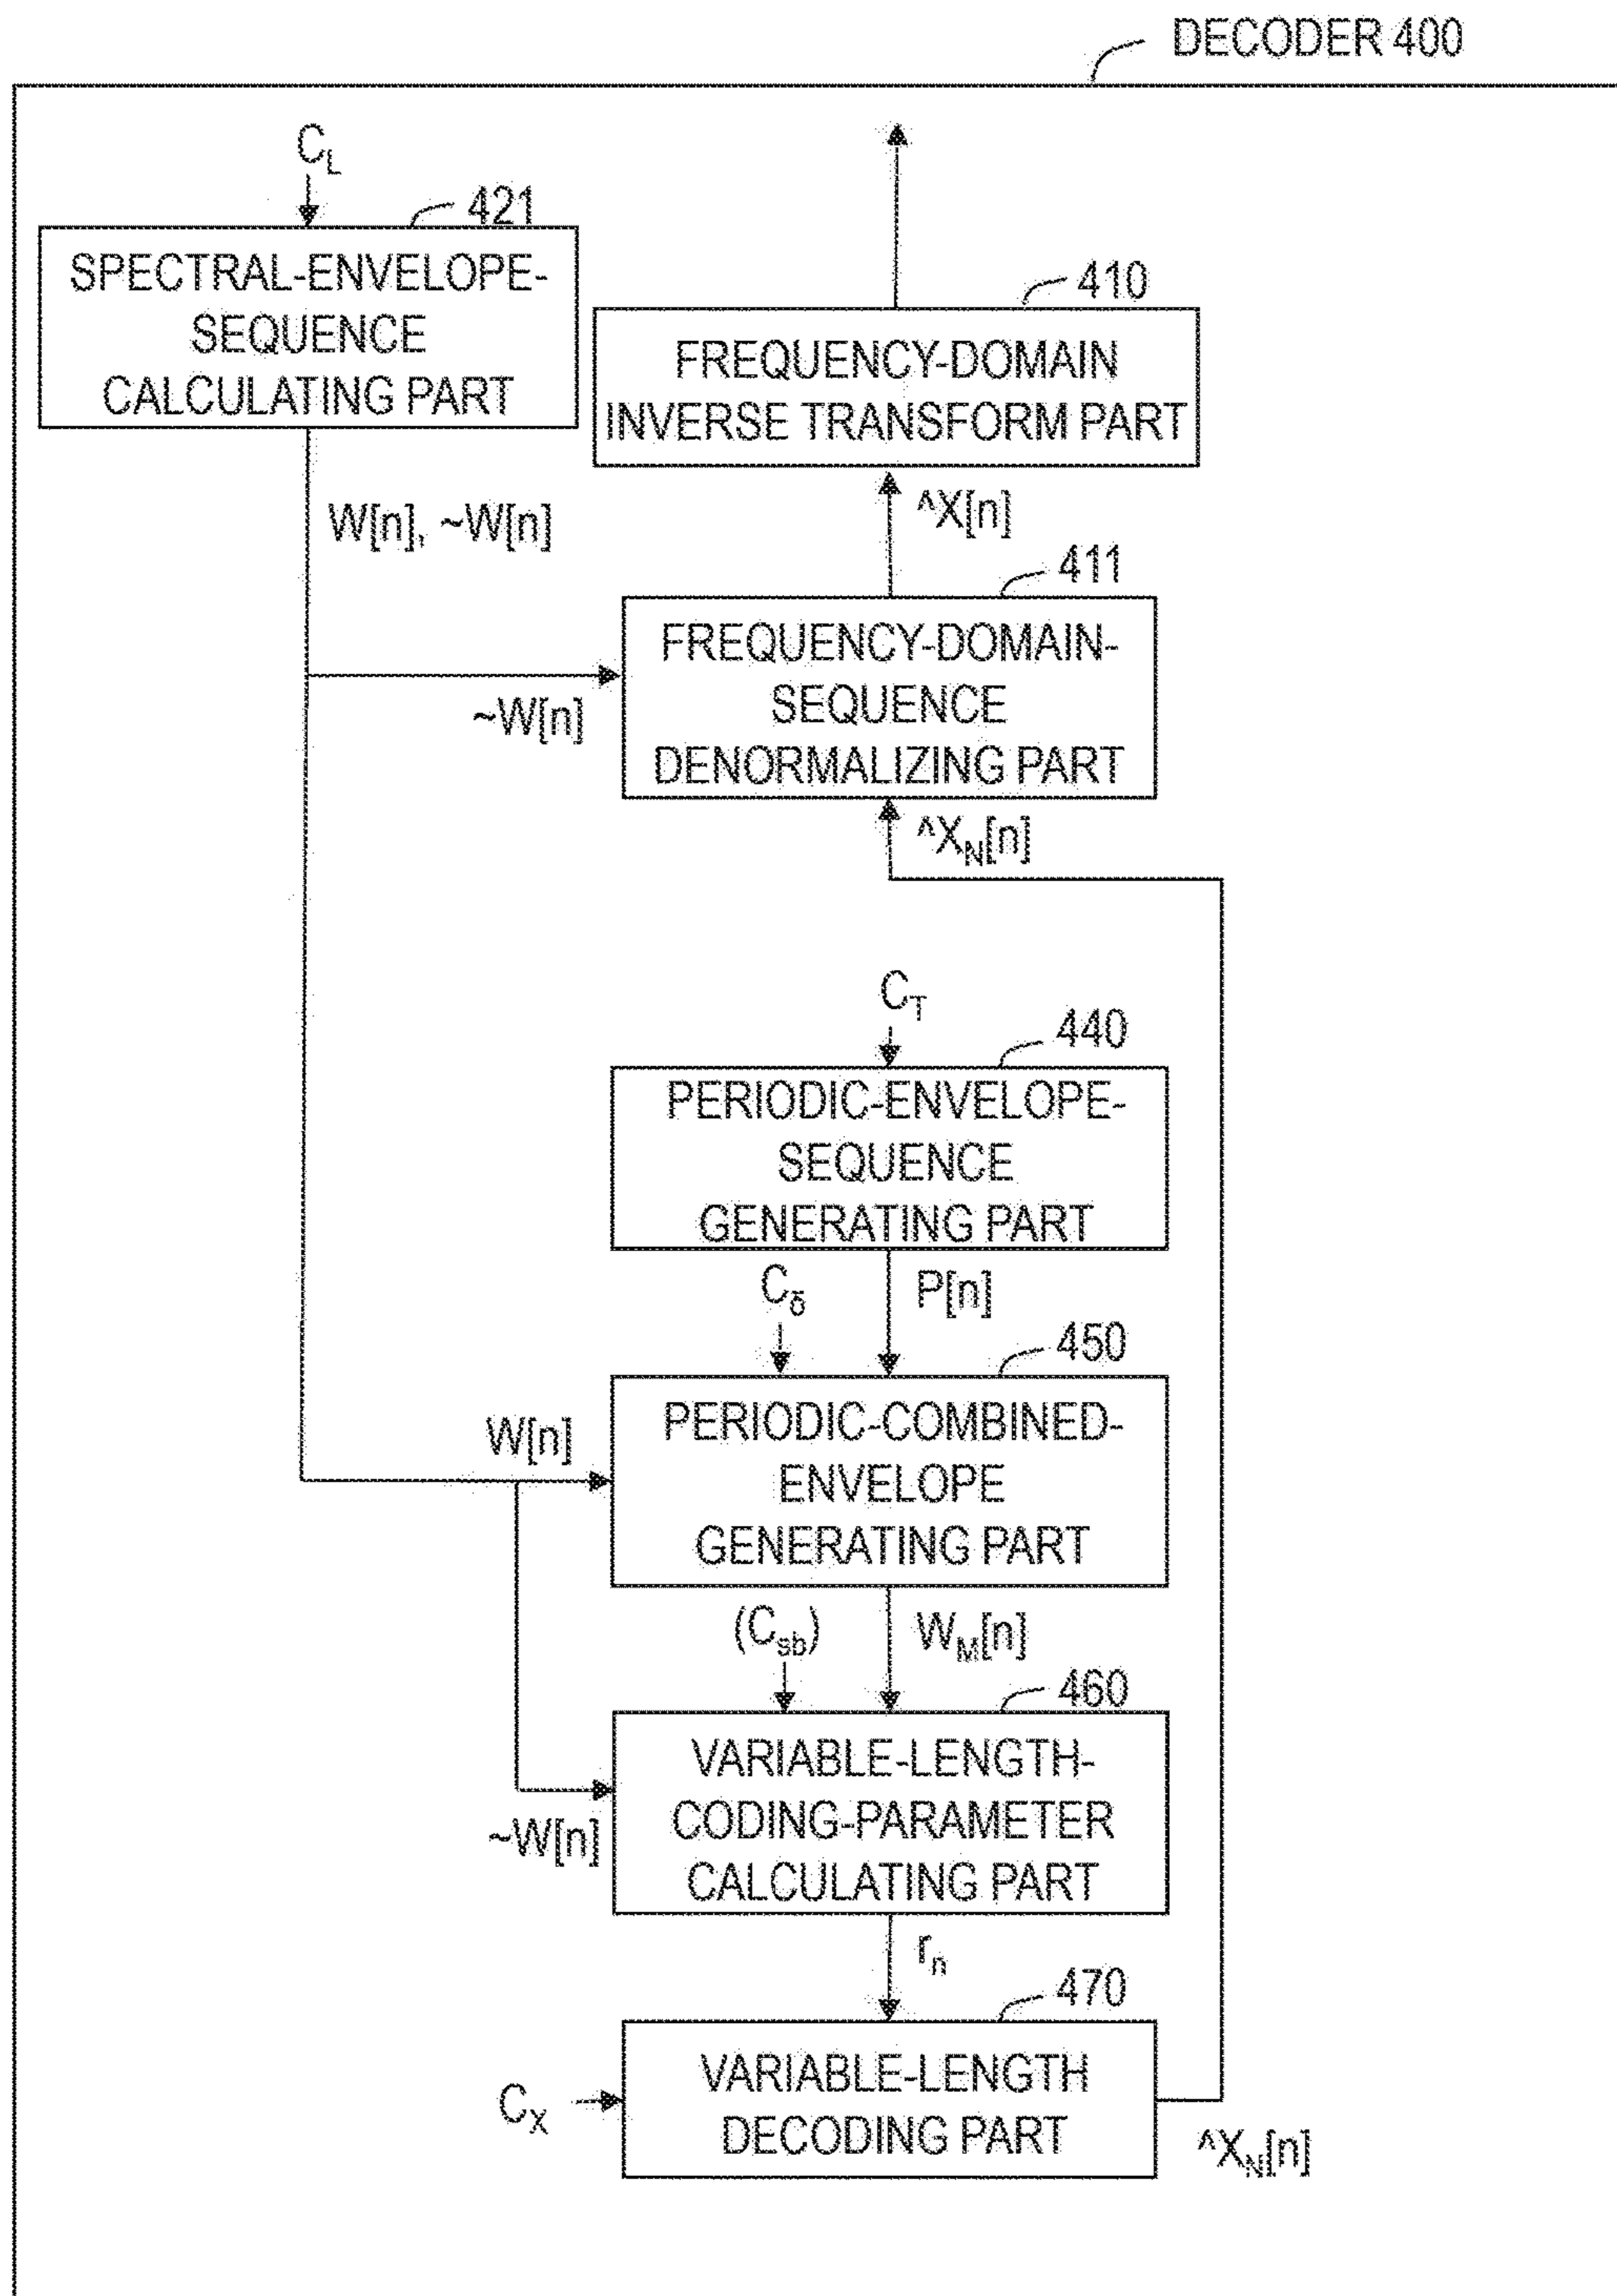 DECODER 400
C_L
421
SPECTRAL-ENVELOPE-
SEQUENCE
CALCULATING PART
410
FREQUENCY-DOMAIN
INVERSE TRANSFORM PART
W[n], ~W[n]
^X[n]
411
FREQUENCY-DOMAIN-
SEQUENCE
DENORMALIZING PART
~W[n]
^X_N[n]
C_T
440
PERIODIC-ENVELOPE-
SEQUENCE
GENERATING PART
C_δ
P[n]
450
PERIODIC-COMBINED-
ENVELOPE
GENERATING PART
W[n]
(C_sb)
W_M[n]
460
VARIABLE-LENGTH-
CODING-PARAMETER
CALCULATING PART
~W[n]
r_n
470
VARIABLE-LENGTH
DECODING PART
C_X
^X_N[n]